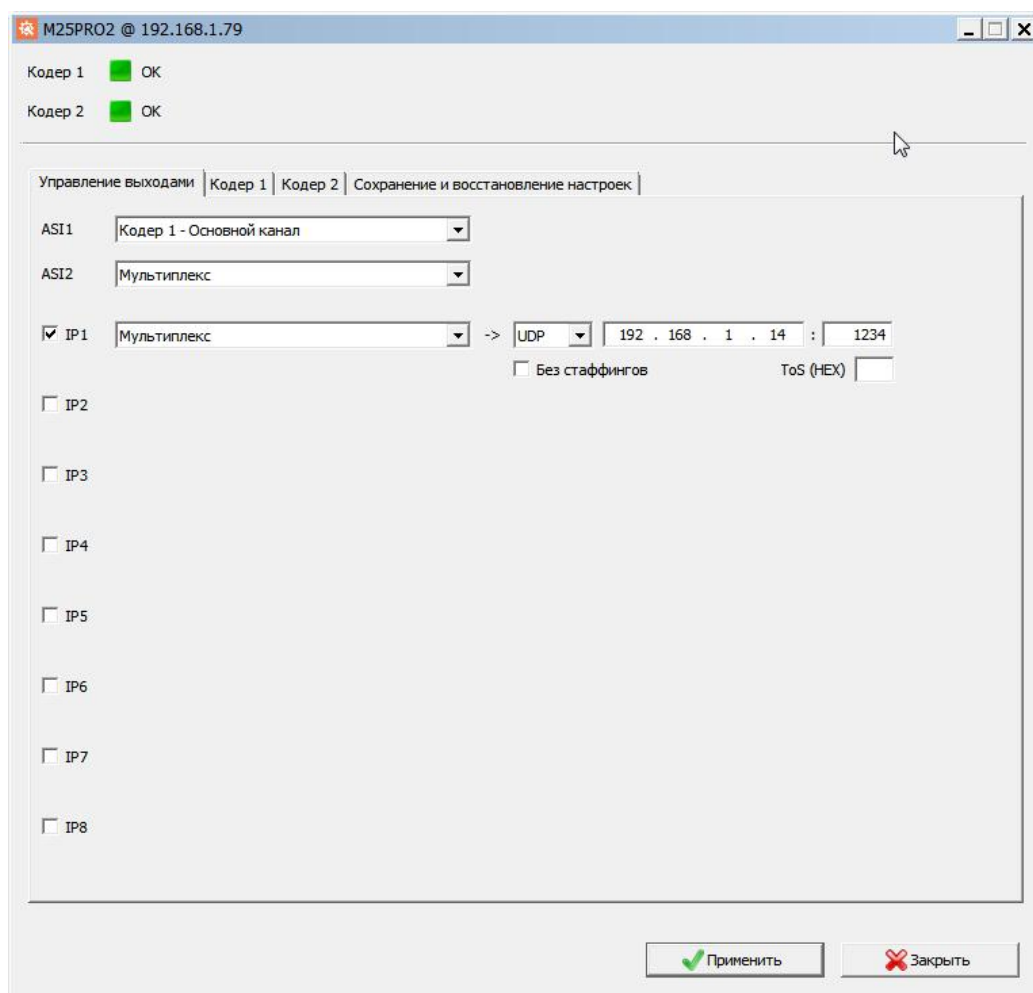 M25PRO2 @ 192.168.1.79
Кодер 1 OK
Кодер 2 OK
Управление выходами Кодер 1 Кодер 2 Сохранение и восстановление настроек
ASI1 Кодер 1 - Основной канал
ASI2 Мультиплекс
IP1 Мультиплекс -> UDP 192 . 168 . 1 . 14 : 1234
Без стаффингов ToS (HEX)
IP2
IP3
IP4
IP5
IP6
IP7
IP8
Применить Закрыть